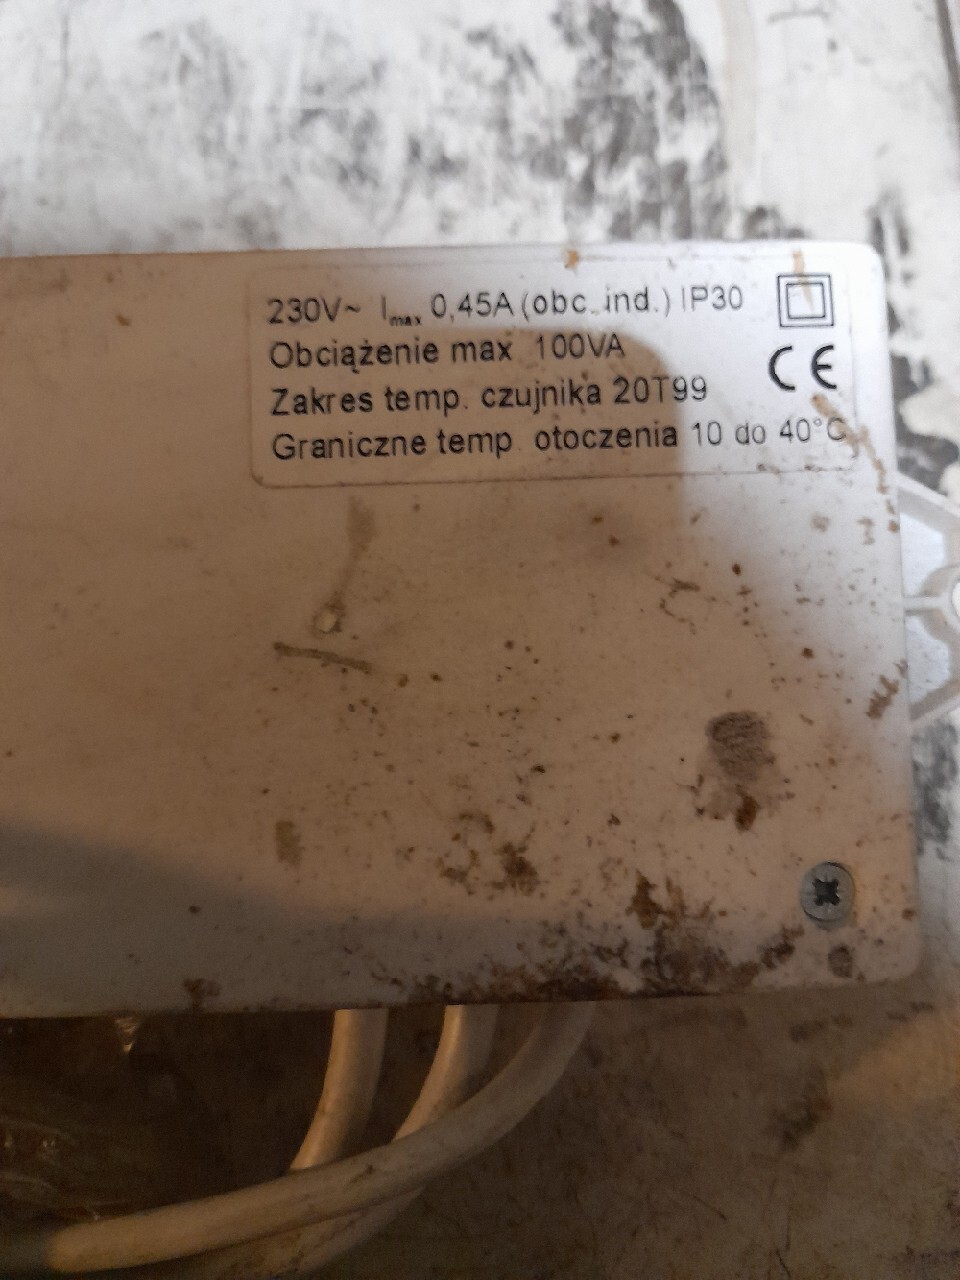 230V~ Imax 0,45A (obc. ind.) IP30
Obciążenie max 100VA
CE
Zakres temp. czujnika 20T99
Graniczne temp. otoczenia 10 do 40°C